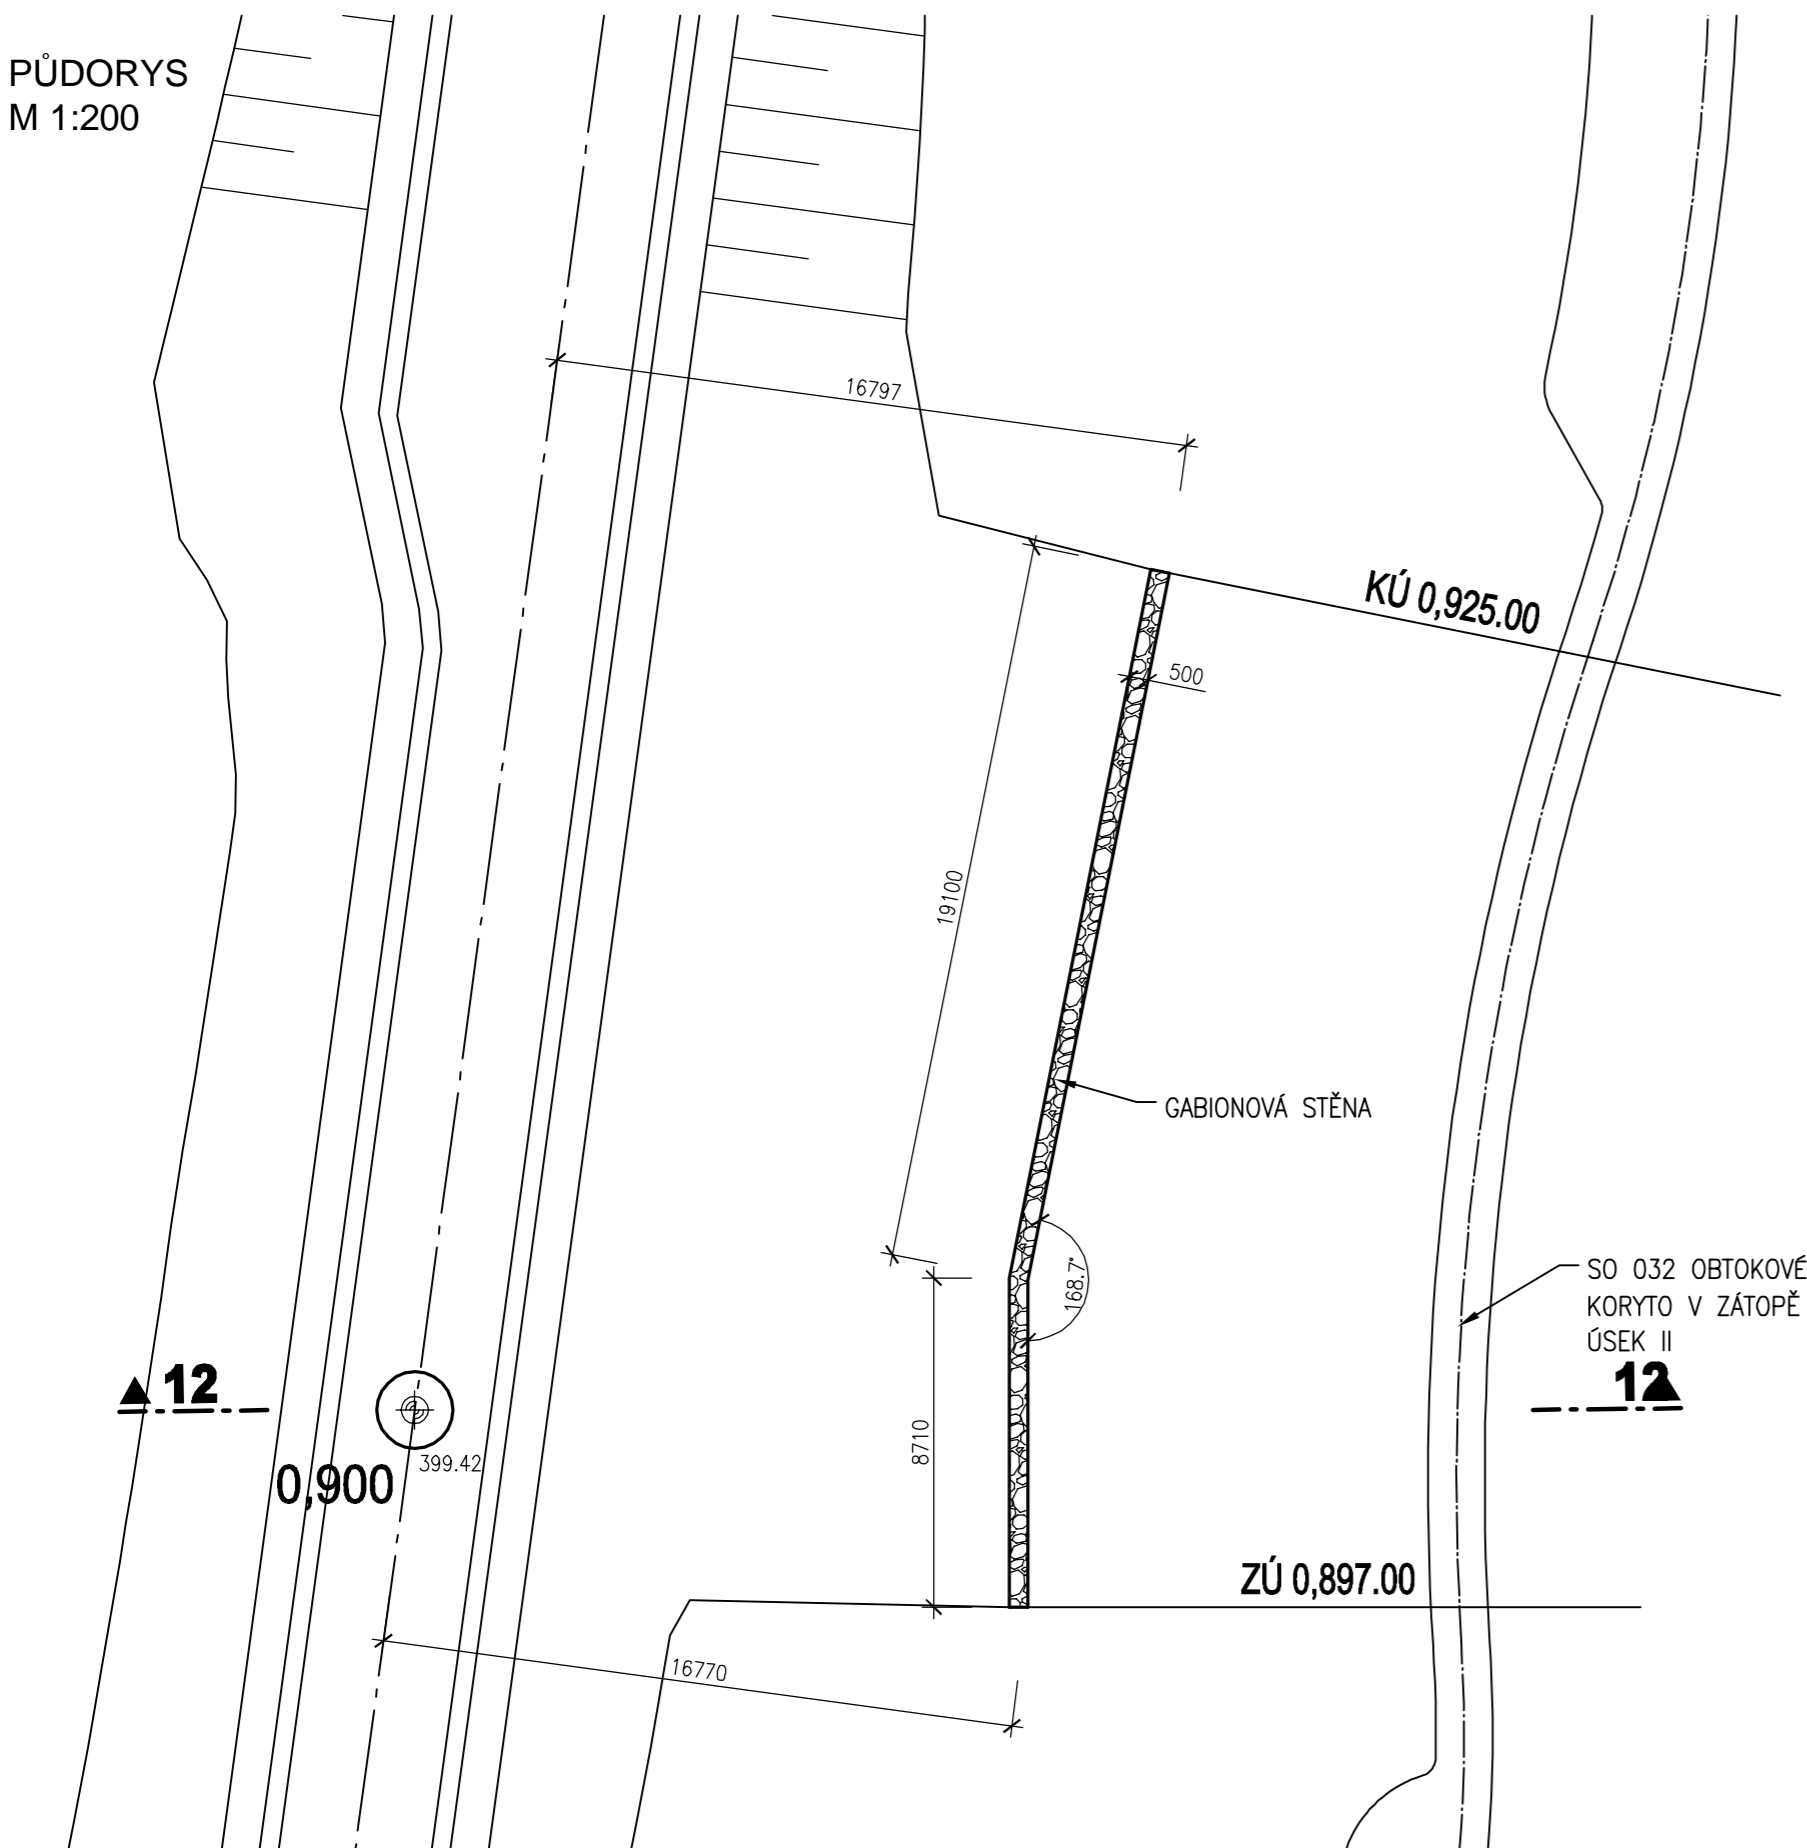 PŮDORYS
M 1:200
16797
KÚ 0,925.00
500
19100
GABIONOVÁ STĚNA
168.7°
SO 032 OBTOKOVÉ
KORYTO V ZÁTOPĚ
ÚSEK II
12
12
8710
399.42
0,900
ZÚ 0,897.00
16770